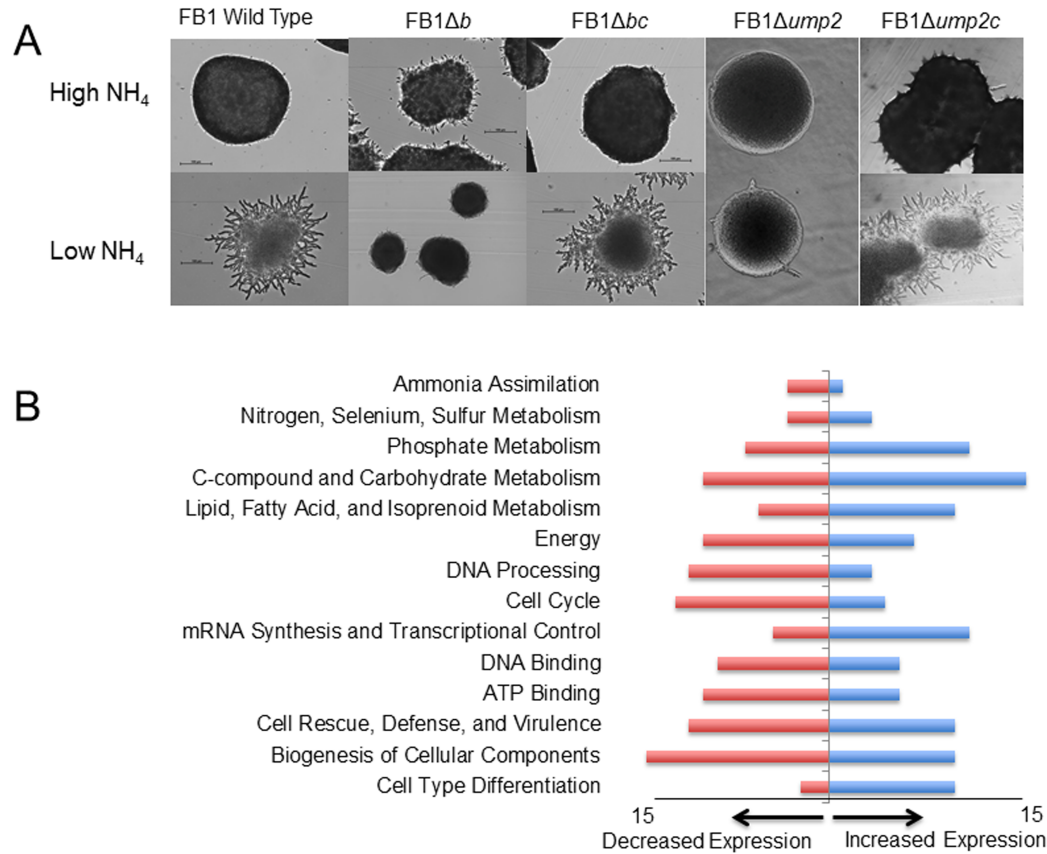 A
FB1 Wild Type
FB1Δb
FB1Δbc
FB1Δump2
FB1Δump2c
High NH4
Low NH4
B
Ammonia Assimilation
Nitrogen, Selenium, Sulfur Metabolism
Phosphate Metabolism
C-compound and Carbohydrate Metabolism
Lipid, Fatty Acid, and Isoprenoid Metabolism
Energy
DNA Processing
Cell Cycle
mRNA Synthesis and Transcriptional Control
DNA Binding
ATP Binding
Cell Rescue, Defense, and Virulence
Biogenesis of Cellular Components
Cell Type Differentiation
15
15
Decreased Expression
Increased Expression